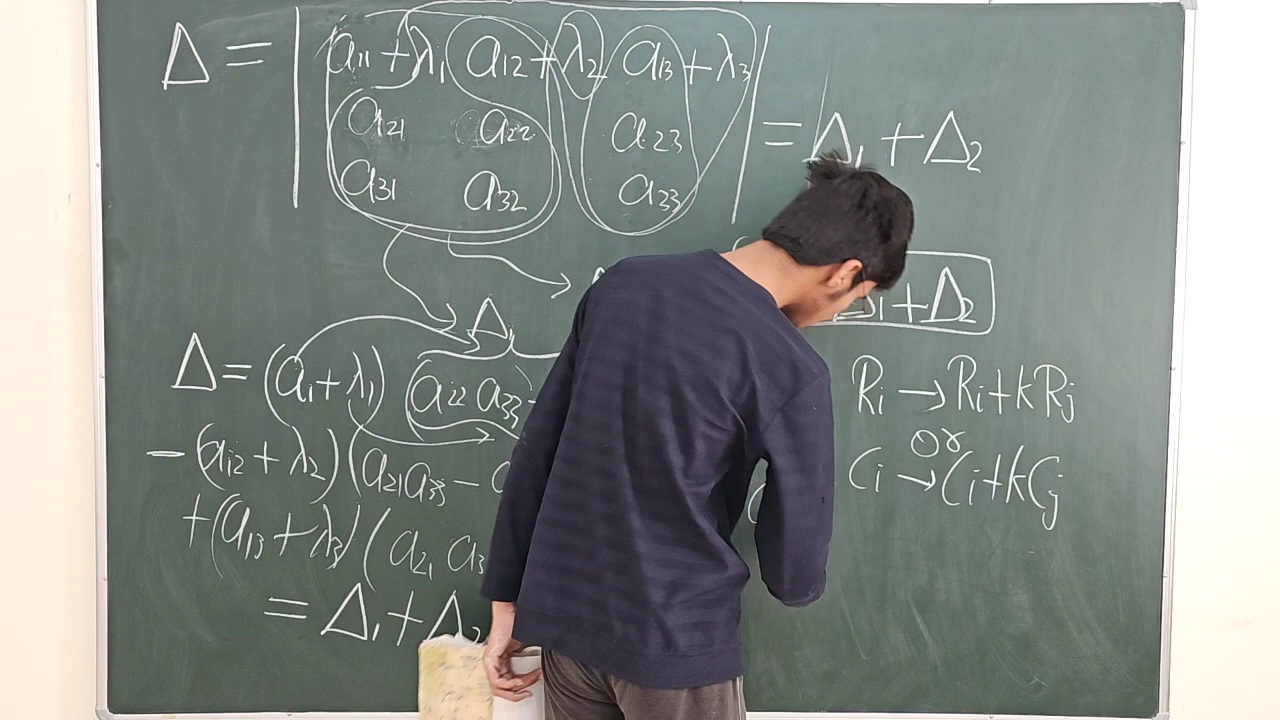 Δ = | a₁₁ + λ₁ a₁₂ + λ₂ a₁₃ + λ₃ |
a₂₁ a₂₂ a₂₃ = Δ₁ + Δ₂
a₃₁ a₃₂ a₃₃
Δ₁ + Δ₂
Δ₁
Δ = (a₁ + λ₁) (a₂₂ a₃₃ -
- (a₁₂ + λ₂) (a₂₁ a₃₃ -
+ (a₁₃ + λ₃) (a₂₁ a₃
= Δ₁ + Δ₂
Rᵢ → Rᵢ + kRⱼ
or
Cᵢ → Cᵢ + kCⱼ